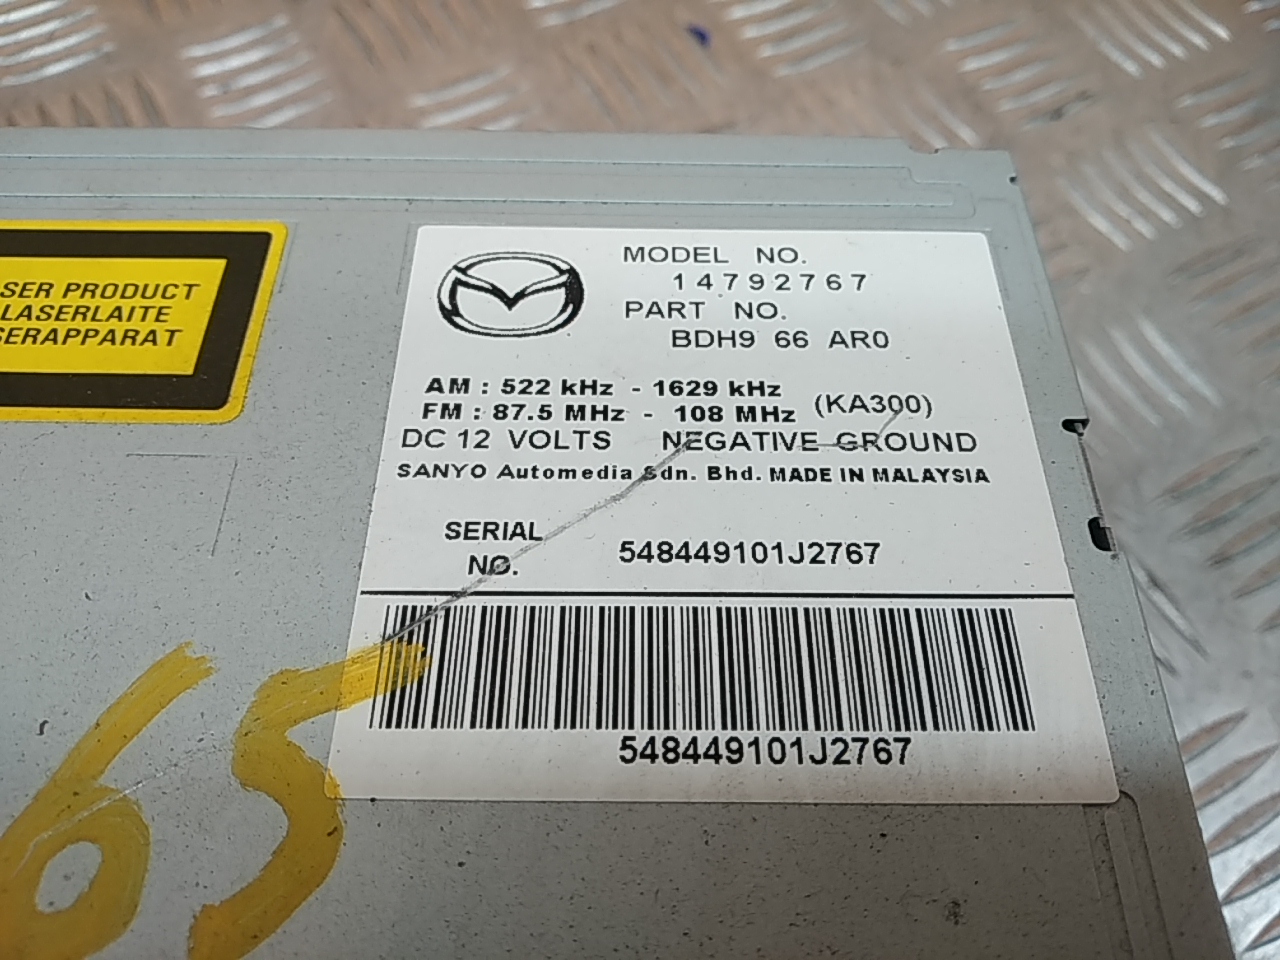 SER PRODUCT
LASERLAITE
SERAPPARAT
MODEL NO.
14792767
PART NO.
BDH9 66 AR0
AM : 522 kHz - 1629 kHz
FM : 87.5 MHz - 108 MHz (KA300)
DC 12 VOLTS NEGATIVE GROUND
SANYO Automedia Sdn. Bhd. MADE IN MALAYSIA
SERIAL
NO. 548449101J2767
548449101J2767
65